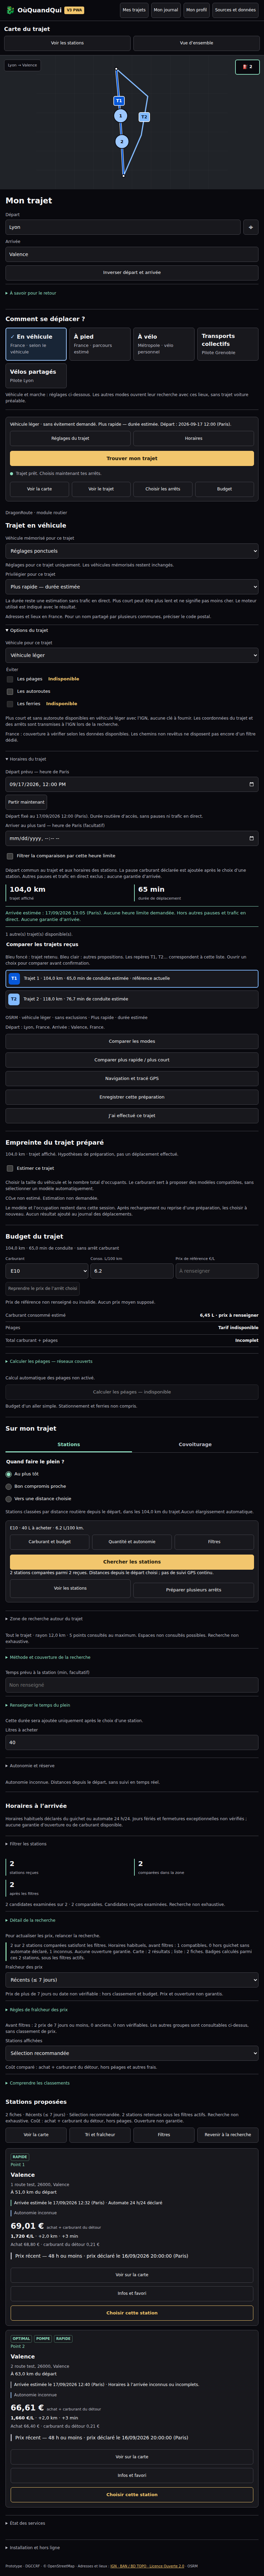 OùQuandQui V3 PWA
Mes trajets
Mon journal
Mon profil
Sources et données
Carte du trajet
Voir les stations
Vue d'ensemble
Lyon → Valence
2
T1
1
T2
2
Mon trajet
Départ
Lyon
Arrivée
Valence
Inverser départ et arrivée
▸ À savoir pour le retour
Comment se déplacer ?
✓ En véhicule
France · selon le véhicule
À pied
France · parcours estimé
À vélo
Métropole · vélo personnel
Transports collectifs
Pilote Grenoble
Vélos partagés
Photo Lyon
Véhicule et marche : réglages ci-dessous. Les autres modes ouvrent leur recherche avec ces lieux, sans trajet voiture préalable.
Véhicule léger · sans évitement demandé. Plus rapide — durée estimée. Départ : 2026-09-17 12:00 (Paris).
Réglages du trajet
Horaires
Trouver mon trajet
Trajet prêt. Choisis maintenant tes arrêts.
Voir la carte
Voir le trajet
Choisir les arrêts
Budget
DragonRoute · module routier
Trajet en véhicule
Véhicule mémorisé pour ce trajet
Réglages ponctuels
Réglages pour ce trajet uniquement. Les véhicules mémorisés restent inchangés.
Privilégier pour ce trajet
Plus rapide — durée estimée
La durée reste une estimation sans trafic en direct. Plus court peut être plus lent et ne signifie pas moins cher. Le moteur utilisé est indiqué avec le résultat.
Adresses et lieux en France. Pour un nom partagé par plusieurs communes, préciser le code postal.
▾ Options du trajet
Véhicule pour ce trajet
Véhicule léger
Éviter
Les péages Indisponible
Les autoroutes
Les ferries Indisponible
Plus court et sans autoroute disponibles en véhicule léger avec l'IGN, aucune clé à fournir. Les coordonnées du trajet et des arrêts sont transmises à l'IGN lors de la recherche.
France : couverture à vérifier selon les données disponibles. Les chemins non revêtus ne disposent pas encore d'un filtre dédié.
▾ Horaires du trajet
Départ prévu — heure de Paris
09/17/2026, 12:00 PM
Partir maintenant
Départ fixé au 17/09/2026 12:00 (Paris). Durée routière d'accès, sans pauses ni trafic en direct.
Arriver au plus tard — heure de Paris (facultatif)
mm/dd/yyyy, --:-- --
Filtrer la comparaison par cette heure limite
Départ commun au trajet et aux horaires des stations. La pause carburant déclarée est ajoutée après le choix d'une station. Autres pauses et trafic en direct exclus ; aucune garantie d'arrivée.
104,0 km
trajet affiché
65 min
durée de déplacement
Arrivée estimée : 17/09/2026 13:05 (Paris). Aucune heure limite demandée. Hors autres pauses et trafic en direct. Aucune garantie d'arrivée.
1 autre(s) trajet(s) disponible(s).
Comparer les trajets reçus
Bleu foncé : trajet retenu. Bleu clair : autres propositions. Les repères T1, T2… correspondent à cette liste. Ouvrir un choix pour comparer avant confirmation.
T1 Trajet 1 · 104,0 km · 65,0 min de conduite estimée · référence actuelle
T2 Trajet 2 · 118,0 km · 76,7 min de conduite estimée
OSRM · véhicule léger · sans exclusions · Plus rapide · durée estimée
Départ : Lyon, France. Arrivée : Valence, France.
Comparer les modes
Comparer plus rapide / plus court
Navigation et tracé GPS
Enregistrer cette préparation
J'ai effectué ce trajet
Empreinte du trajet préparé
104,0 km · trajet affiché. Hypothèses de préparation, pas un déplacement effectué.
Estimer ce trajet
Choisir la taille du véhicule et le nombre total d'occupants. Le carburant sert à proposer des modèles compatibles, sans sélectionner un modèle automatiquement.
CO₂e non estimé. Estimation non demandée.
Le modèle et l'occupation restent dans cette session. Après rechargement ou reprise d'une préparation, les choisir à nouveau. Aucun résultat ajouté au journal des déplacements.
Budget du trajet
104,0 km · 65,0 min de conduite · sans arrêt carburant
Carburant
Conso. L/100 km
Prix de référence €/L
E10
6.2
À renseigner
Reprendre le prix de l'arrêt choisi
Prix de référence non renseigné ou invalide. Aucun prix moyen supposé.
Carburant consommé estimé
6,45 L · prix à renseigner
Péages
Tarif indisponible
Total carburant + péages
Incomplet
▸ Calculer les péages — réseaux couverts
Calcul automatique des péages non activé.
Calculer les péages — indisponible
Budget d'un aller simple. Stationnement et ferries non compris.
Sur mon trajet
Stations
Covoiturage
Quand faire le plein ?
Au plus tôt
Bon compromis proche
Vers une distance choisie
Stations classées par distance routière depuis le départ, dans les 104,0 km du trajet.Aucun élargissement automatique.
E10 · 40 L à acheter · 6.2 L/100 km.
Carburant et budget
Quantité et autonomie
Filtres
Chercher les stations
2 stations comparées parmi 2 reçues. Distances depuis le départ choisi ; pas de suivi GPS continu.
Voir les stations
Préparer plusieurs arrêts
▸ Zone de recherche autour du trajet
Tout le trajet · rayon 12.0 km · 5 points consultés au maximum. Espaces non consultés possibles. Recherche non exhaustive.
▸ Méthode et couverture de la recherche
Temps prévu à la station (min, facultatif)
Non renseigné
▸ Renseigner le temps du plein
Cette durée sera ajoutée uniquement après le choix d'une station.
Litres à acheter
40
▸ Autonomie et réserve
Autonomie inconnue. Distances depuis le départ, sans suivi en temps réel.
Horaires à l'arrivée
Horaires habituels déclarés du guichet ou automate 24 h/24. Jours fériés et fermetures exceptionnelles non vérifiés ; aucune garantie d'ouverture ou de carburant disponible.
▸ Filtrer les stations
2
stations reçues
2
comparables dans la zone
2
après les filtres
2 candidates examinées sur 2 · 2 comparables. Candidates reçues examinées. Recherche non exhaustive.
▸ Détail de la recherche
Pour actualiser les prix, relancer la recherche.
2 sur 2 stations comparées satisfont les filtres. Horaires habituels, avant filtres : 1 compatibles, 0 hors guichet sans automate déclaré, 1 inconnus. Aucune ouverture garantie. Carte : 2 résultats ; liste : 2 fiches. Badges calculés parmi ces 2 stations, sous les filtres actifs.
Fraîcheur des prix
Récents (≤ 7 jours)
Prix de plus de 7 jours ou date non vérifiable : hors classement et budget. Prix et ouverture non garantis.
▸ Règles de fraîcheur des prix
Avant filtres : 2 prix de 7 jours ou moins, 0 anciens, 0 non vérifiables. Les autres groupes sont consultables ci-dessus, sans classement de prix.
Stations affichées
Sélection recommandée
Coût comparé : achat + carburant du détour, hors péages et autres frais.
▸ Comprendre les classements
Stations proposées
2 fiches · Récents (≤ 7 jours) · Sélection recommandée. 2 stations retenues sous les filtres actifs. Recherche non exhaustive. Coût : achat + carburant du détour, hors péages. Ouverture non garantie.
Voir la carte
Tri et fraîcheur
Filtres
Revenir à la recherche
RAPIDE
Point 1
Valence
1 route test, 26000, Valence
À 51,0 km du départ
Arrivée estimée le 17/09/2026 12:32 (Paris) · Automate 24 h/24 déclaré
Autonomie inconnue
69,01 € achat + carburant du détour
1,720 €/L · +2,0 km · +3 min
Achat 68,80 € · carburant du détour 0,21 €
Prix récent — 48 h ou moins · prix déclaré le 16/09/2026 20:00:00 (Paris)
Voir sur la carte
Infos et favori
Choisir cette station
OPTIMAL POMPE RAPIDE
Point 2
Valence
2 route test, 26000, Valence
À 63,0 km du départ
Arrivée estimée le 17/09/2026 12:40 (Paris) · Horaires à l'arrivée inconnus ou incomplets.
Autonomie inconnue
66,61 € achat + carburant du détour
1,660 €/L · +2,0 km · +3 min
Achat 66,40 € · carburant du détour 0,21 €
Prix récent — 48 h ou moins · prix déclaré le 16/09/2026 20:00:00 (Paris)
Voir sur la carte
Infos et favori
Choisir cette station
▸ État des services
▸ Installation et hors ligne
Prototype · DGCCRF · © OpenStreetMap · Adresses et lieux : IGN · BAN / BD TOPO · Licence Ouverte 2.0 · OSRM